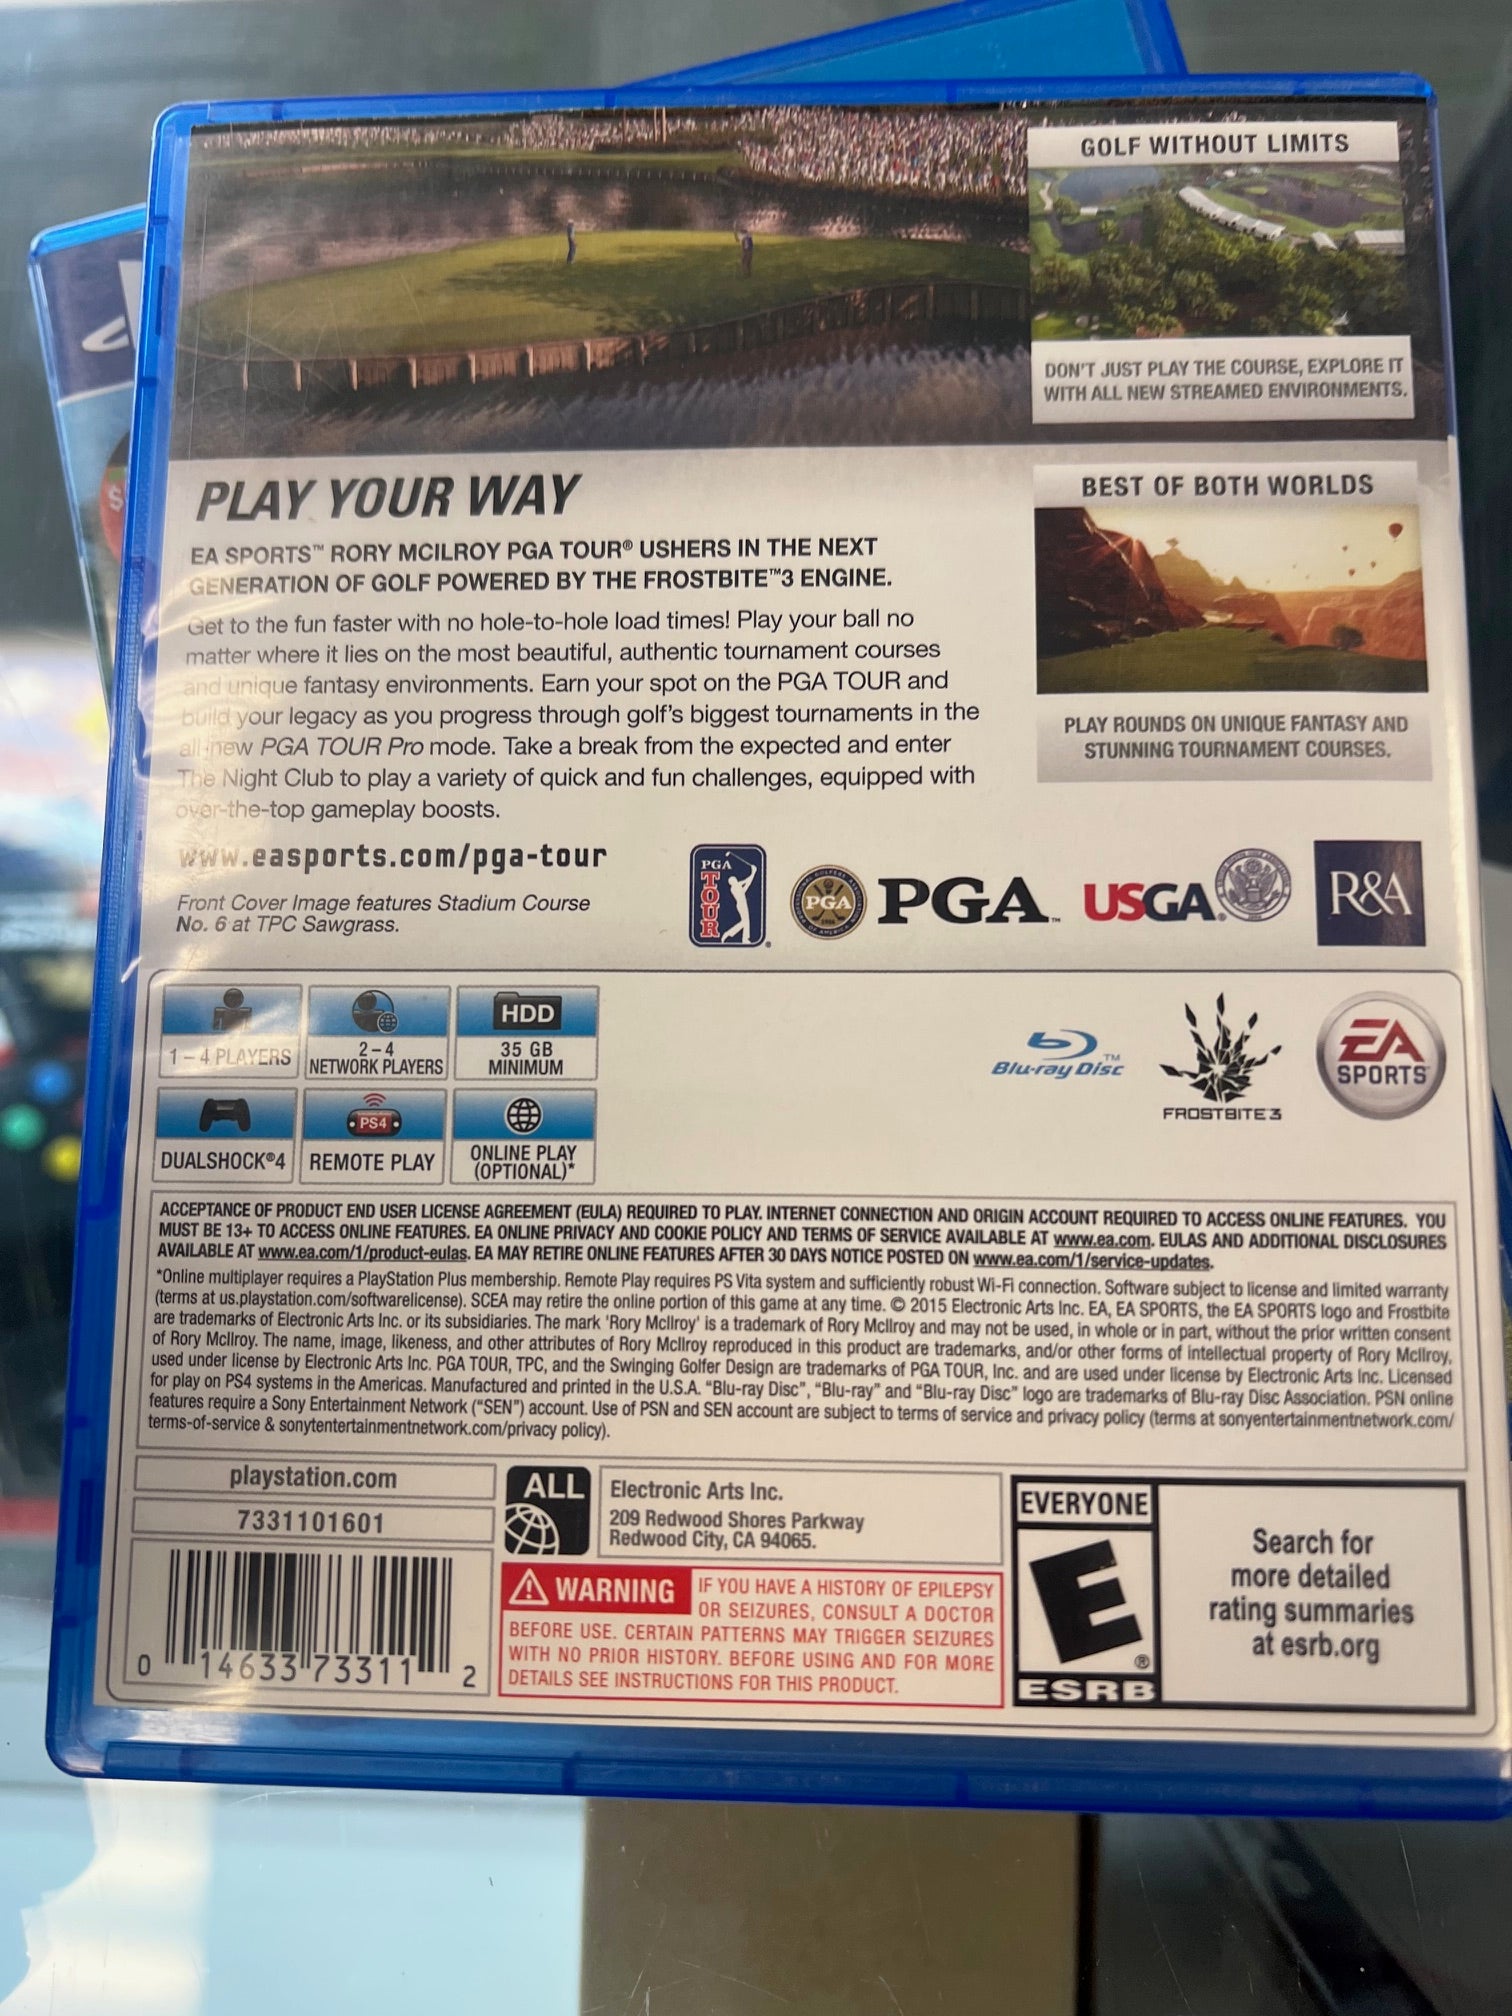 GOLF WITHOUT LIMITS
DON'T JUST PLAY THE COURSE, EXPLORE IT
WITH ALL NEW STREAMED ENVIRONMENTS.
PLAY YOUR WAY
EA SPORTS™ RORY MCILROY PGA TOUR® USHERS IN THE NEXT
GENERATION OF GOLF POWERED BY THE FROSTBITE™3 ENGINE.
Get to the fun faster with no hole-to-hole load times! Play your ball no
matter where it lies on the most beautiful, authentic tournament courses
and unique fantasy environments. Earn your spot on the PGA TOUR and
build your legacy as you progress through golf's biggest tournaments in the
all-new PGA TOUR Pro mode. Take a break from the expected and enter
The Night Club to play a variety of quick and fun challenges, equipped with
over-the-top gameplay boosts.
www.easports.com/pga-tour
Front Cover Image features Stadium Course
No. 6 at TPC Sawgrass.
BEST OF BOTH WORLDS
PLAY ROUNDS ON UNIQUE FANTASY AND
STUNNING TOURNAMENT COURSES.
PGA
TOUR
PGA
PGA™
USGA®
R&A
1 – 4 PLAYERS
2 – 4
NETWORK PLAYERS
HDD
35 GB
MINIMUM
DUALSHOCK®4
PS4
REMOTE PLAY
ONLINE PLAY
(OPTIONAL)*
Blu-ray Disc™
FROSTBITE 3
EA
SPORTS
ACCEPTANCE OF PRODUCT END USER LICENSE AGREEMENT (EULA) REQUIRED TO PLAY. INTERNET CONNECTION AND ORIGIN ACCOUNT REQUIRED TO ACCESS ONLINE FEATURES. YOU
MUST BE 13+ TO ACCESS ONLINE FEATURES. EA ONLINE PRIVACY AND COOKIE POLICY AND TERMS OF SERVICE AVAILABLE AT www.ea.com. EULAS AND ADDITIONAL DISCLOSURES
AVAILABLE AT www.ea.com/1/product-eulas. EA MAY RETIRE ONLINE FEATURES AFTER 30 DAYS NOTICE POSTED ON www.ea.com/1/service-updates.
*Online multiplayer requires a PlayStation Plus membership. Remote Play requires PS Vita system and sufficiently robust Wi-Fi connection. Software subject to license and limited warranty
(terms at us.playstation.com/softwarelicense). SCEA may retire the online portion of this game at any time. © 2015 Electronic Arts Inc. EA, EA SPORTS, the EA SPORTS logo and Frostbite
are trademarks of Electronic Arts Inc. or its subsidiaries. The mark 'Rory McIlroy' is a trademark of Rory McIlroy and may not be used, in whole or in part, without the prior written consent
of Rory McIlroy. The name, image, likeness, and other attributes of Rory McIlroy reproduced in this product are trademarks, and/or other forms of intellectual property of Rory McIlroy,
used under license by Electronic Arts Inc. PGA TOUR, TPC, and the Swinging Golfer Design are trademarks of PGA TOUR, Inc. and are used under license by Electronic Arts Inc. Licensed
for play on PS4 systems in the Americas. Manufactured and printed in the U.S.A. "Blu-ray Disc", "Blu-ray" and "Blu-ray Disc" logo are trademarks of Blu-ray Disc Association. PSN online
features require a Sony Entertainment Network ("SEN") account. Use of PSN and SEN account are subject to terms of service and privacy policy (terms at sonyentertainmentnetwork.com/
terms-of-service & sonytentertainmentnetwork.com/privacy policy).
playstation.com
7331101601
0 14633 73311 2
ALL
Electronic Arts Inc.
209 Redwood Shores Parkway
Redwood City, CA 94065.
WARNING IF YOU HAVE A HISTORY OF EPILEPSY
OR SEIZURES, CONSULT A DOCTOR
BEFORE USE. CERTAIN PATTERNS MAY TRIGGER SEIZURES
WITH NO PRIOR HISTORY. BEFORE USING AND FOR MORE
DETAILS SEE INSTRUCTIONS FOR THIS PRODUCT.
EVERYONE
E®
ESRB
Search for
more detailed
rating summaries
at esrb.org